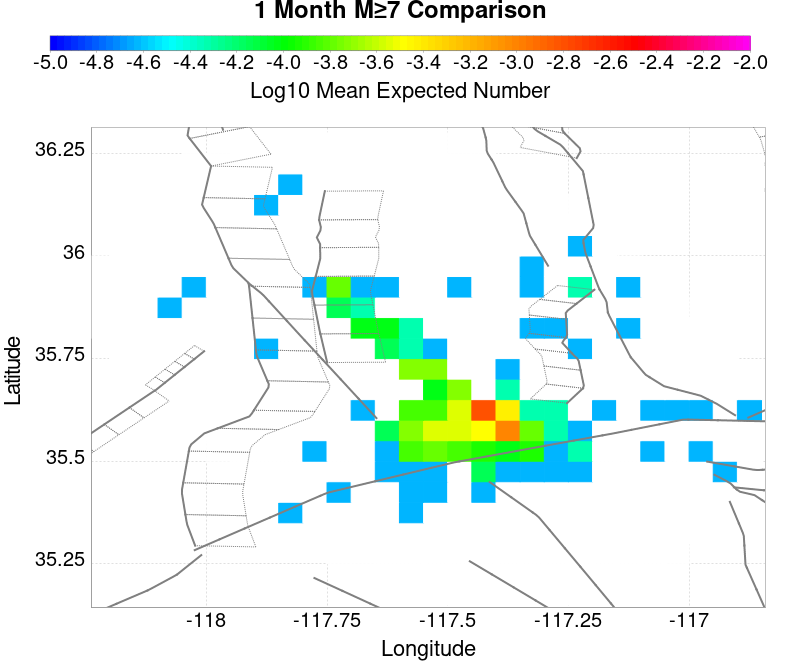 1 Month M≥7 Comparison
-5.0 -4.8 -4.6 -4.4 -4.2 -4.0 -3.8 -3.6 -3.4 -3.2 -3.0 -2.8 -2.6 -2.4 -2.2 -2.0
Log10 Mean Expected Number
36.25
36
35.75
35.5
35.25
Latitude
-118 -117.75 -117.5 -117.25 -117
Longitude